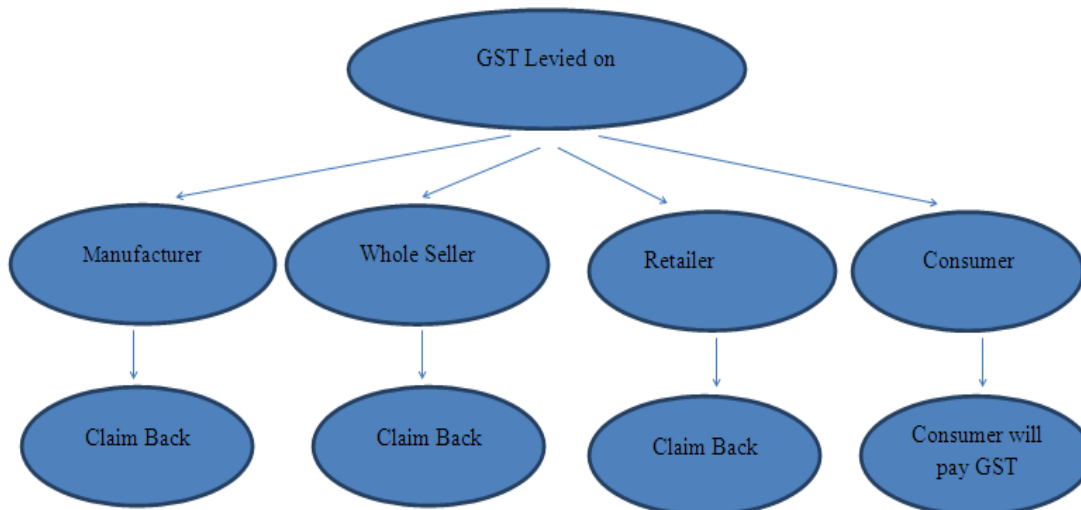 GST Levied on
Manufacturer
Whole Seller
Retailer
Consumer
Claim Back
Claim Back
Claim Back
Consumer will
pay GST